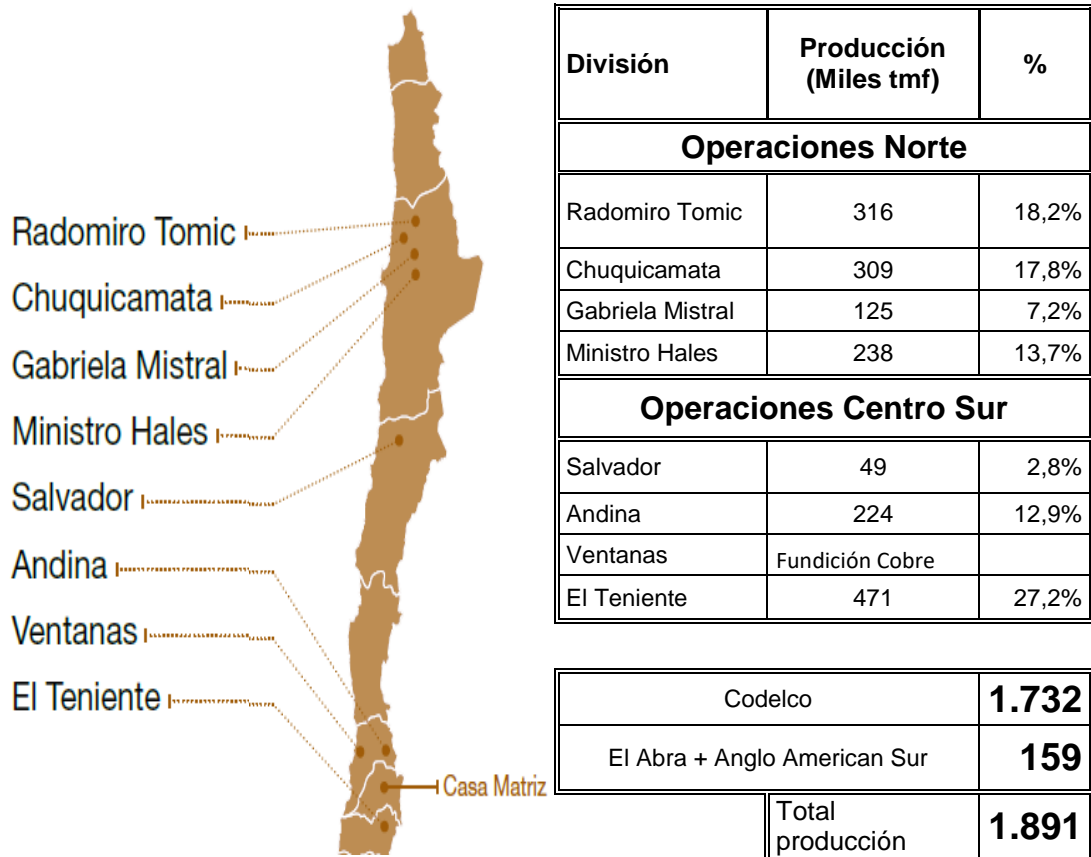 Radomiro Tomic
Chuquicamata
Gabriela Mistral
Ministro Hales
Salvador
Andina
Ventanas
El Teniente
Casa Matriz
División Producción (Miles tmf) %
Operaciones Norte
Radomiro Tomic 316 18,2%
Chuquicamata 309 17,8%
Gabriela Mistral 125 7,2%
Ministro Hales 238 13,7%
Operaciones Centro Sur
Salvador 49 2,8%
Andina 224 12,9%
Ventanas Fundición Cobre
El Teniente 471 27,2%
Codelco 1.732
El Abra + Anglo American Sur 159
Total producción 1.891